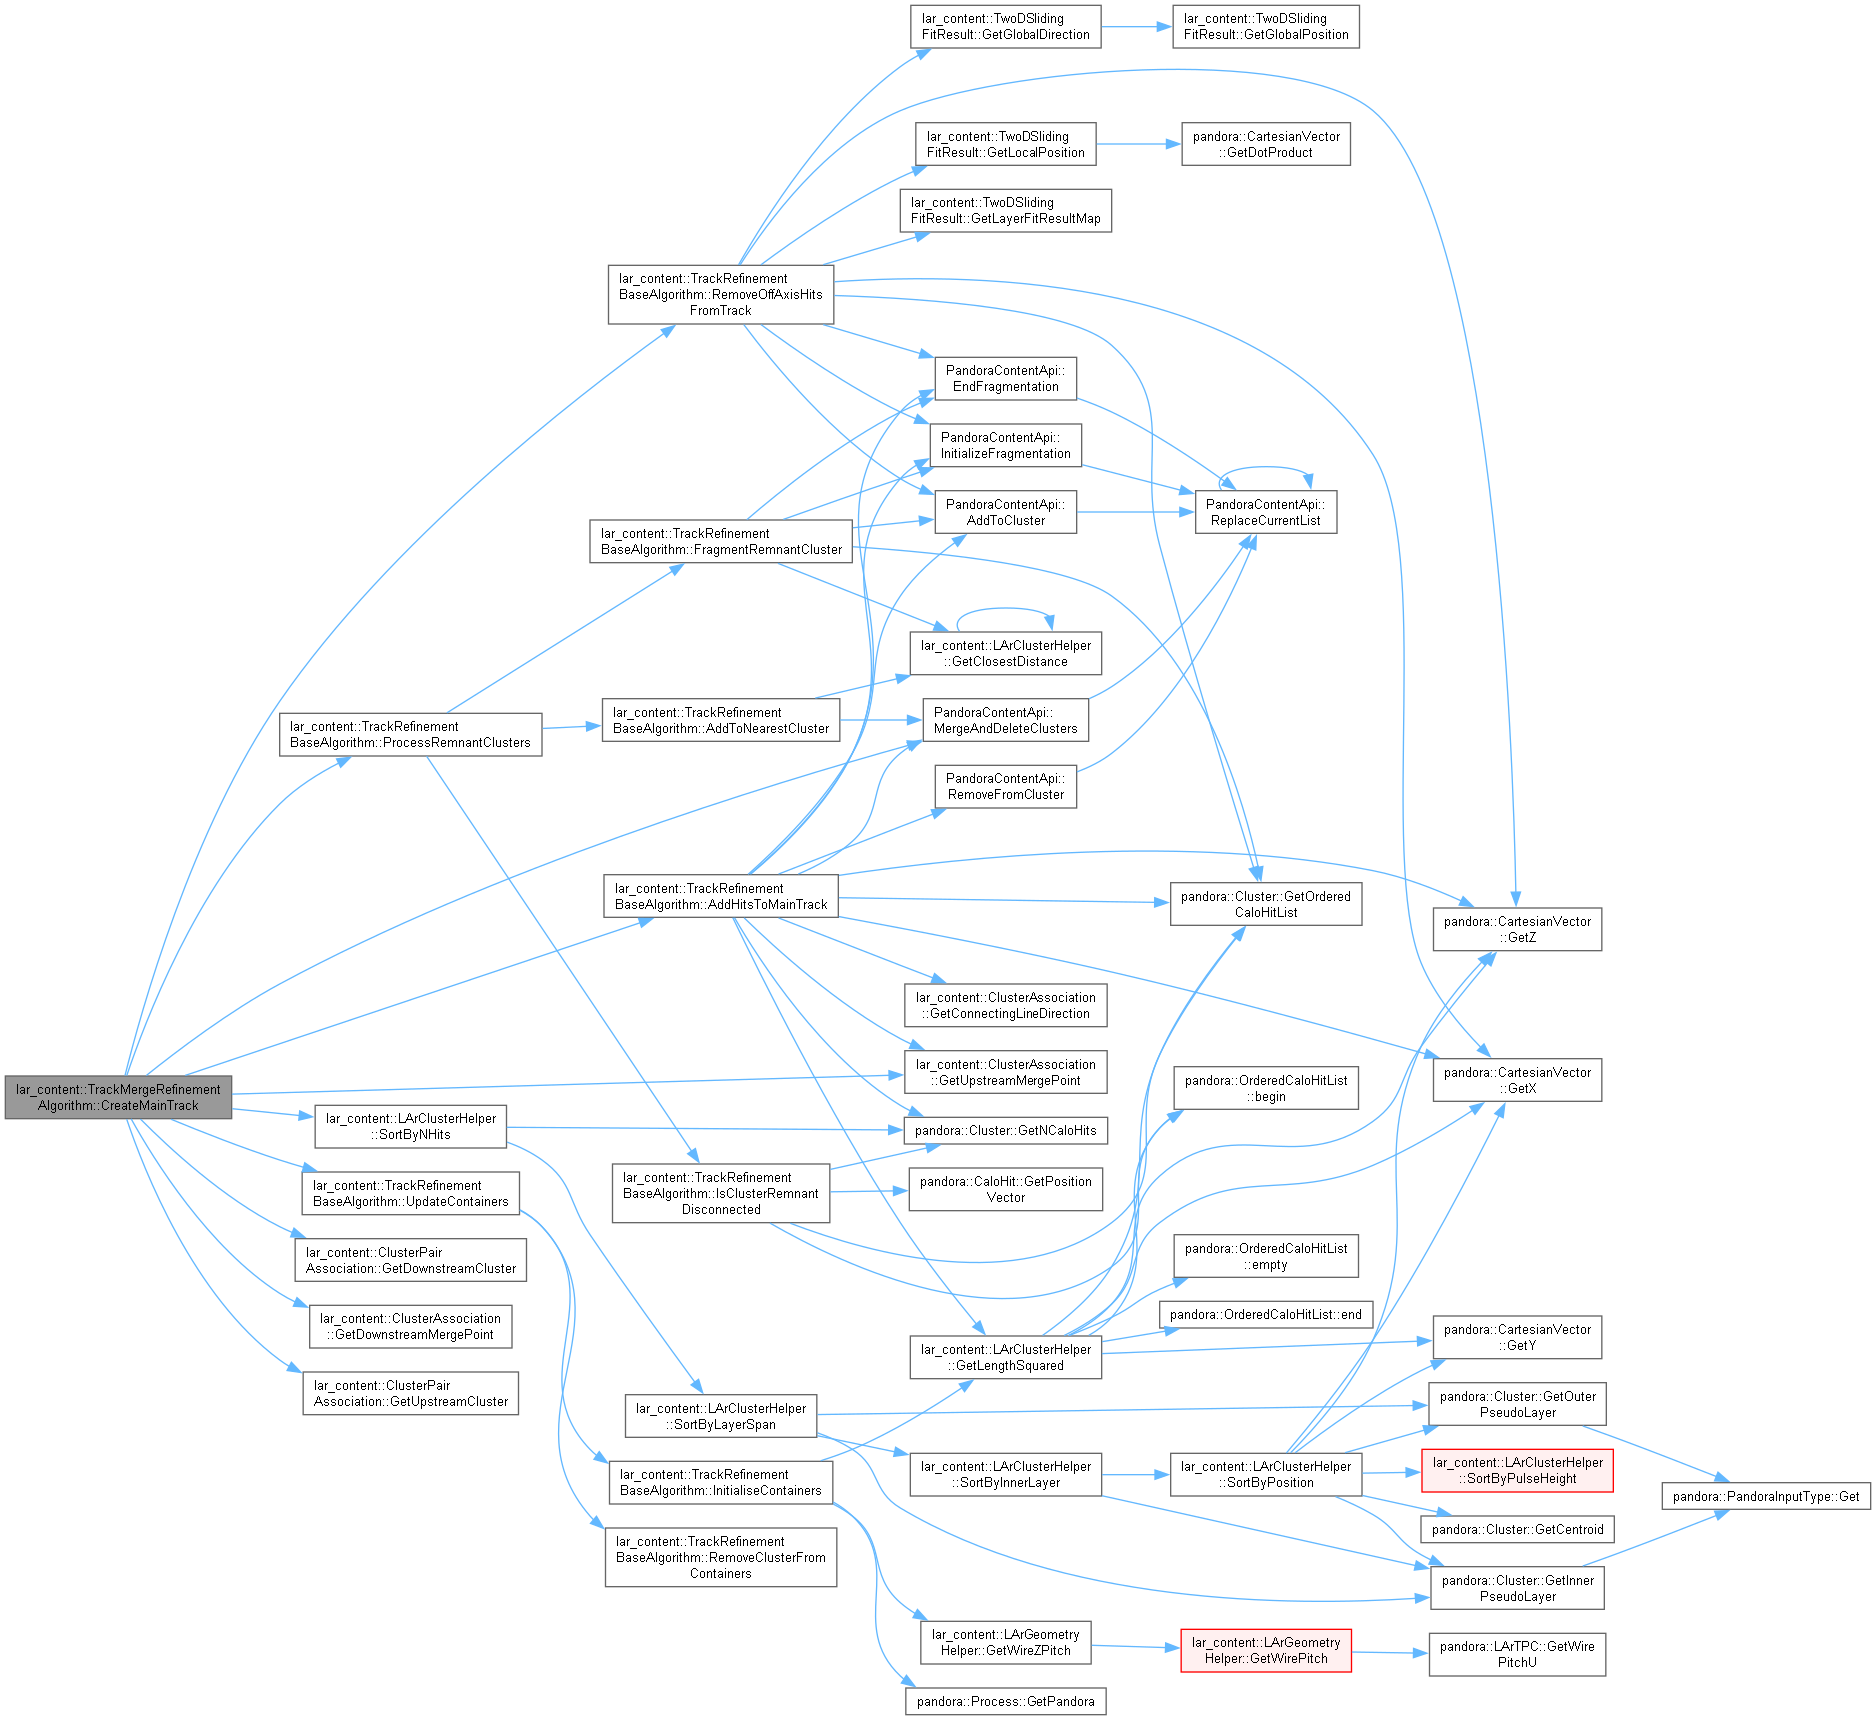 lar_content::TwoDSliding
FitResult::GetGlobalDirection
lar_content::TwoDSliding
FitResult::GetGlobalPosition
lar_content::TwoDSliding
FitResult::GetLocalPosition
pandora::CartesianVector
::GetDotProduct
lar_content::TwoDSliding
FitResult::GetLayerFitResultMap
lar_content::TrackRefinement
BaseAlgorithm::RemoveOffAxisHits
FromTrack
PandoraContentApi::
EndFragmentation
PandoraContentApi::
InitializeFragmentation
PandoraContentApi::
AddToCluster
PandoraContentApi::
ReplaceCurrentList
lar_content::TrackRefinement
BaseAlgorithm::FragmentRemnantCluster
lar_content::LArClusterHelper
::GetClosestDistance
lar_content::TrackRefinement
BaseAlgorithm::ProcessRemnantClusters
lar_content::TrackRefinement
BaseAlgorithm::AddToNearestCluster
PandoraContentApi::
MergeAndDeleteClusters
PandoraContentApi::
RemoveFromCluster
lar_content::TrackRefinement
BaseAlgorithm::AddHitsToMainTrack
pandora::Cluster::GetOrdered
CaloHitList
pandora::CartesianVector
::GetZ
lar_content::ClusterAssociation
::GetConnectingLineDirection
lar_content::ClusterAssociation
::GetUpstreamMergePoint
pandora::CartesianVector
::GetX
lar_content::TrackMergeRefinement
Algorithm::CreateMainTrack
pandora::OrderedCaloHitList
::begin
lar_content::LArClusterHelper
::SortByNHits
pandora::Cluster::GetNCaloHits
lar_content::TrackRefinement
BaseAlgorithm::UpdateContainers
lar_content::TrackRefinement
BaseAlgorithm::IsClusterRemnant
Disconnected
pandora::CaloHit::GetPosition
Vector
lar_content::ClusterPair
Association::GetDownstreamCluster
pandora::OrderedCaloHitList
::empty
lar_content::ClusterAssociation
::GetDownstreamMergePoint
pandora::OrderedCaloHitList::end
lar_content::LArClusterHelper
::GetLengthSquared
pandora::CartesianVector
::GetY
lar_content::ClusterPair
Association::GetUpstreamCluster
lar_content::LArClusterHelper
::SortByLayerSpan
pandora::Cluster::GetOuter
PseudoLayer
lar_content::TrackRefinement
BaseAlgorithm::InitialiseContainers
lar_content::LArClusterHelper
::SortByInnerLayer
lar_content::LArClusterHelper
::SortByPosition
lar_content::LArClusterHelper
::SortByPulseHeight
pandora::PandoraInputType::Get
pandora::Cluster::GetCentroid
lar_content::TrackRefinement
BaseAlgorithm::RemoveClusterFrom
Containers
pandora::Cluster::GetInner
PseudoLayer
lar_content::LArGeometry
Helper::GetWireZPitch
lar_content::LArGeometry
Helper::GetWirePitch
pandora::LArTPC::GetWire
PitchU
pandora::Process::GetPandora